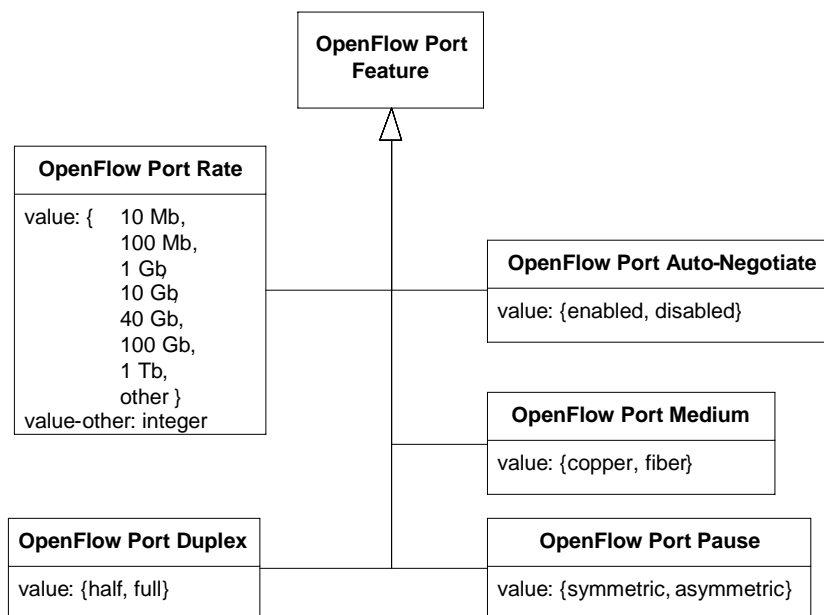 OpenFlow Port
Feature
OpenFlow Port Rate
value: { 10 Mb,
100 Mb,
1 Gb,
10 Gb,
40 Gb,
100 Gb,
1 Tb,
other }
value-other: integer
OpenFlow Port Auto-Negotiate
value: {enabled, disabled}
OpenFlow Port Medium
value: {copper, fiber}
OpenFlow Port Duplex
value: {half, full}
OpenFlow Port Pause
value: {symmetric, asymmetric}